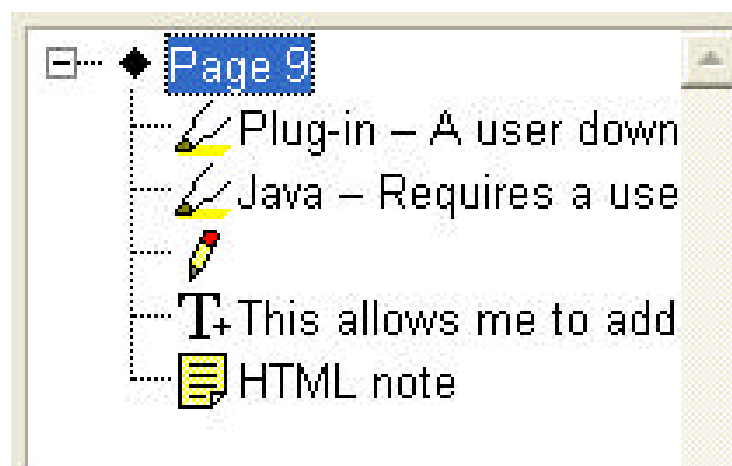 Page 9
Plug-in – A user down
Java – Requires a use
T+ This allows me to add
HTML note